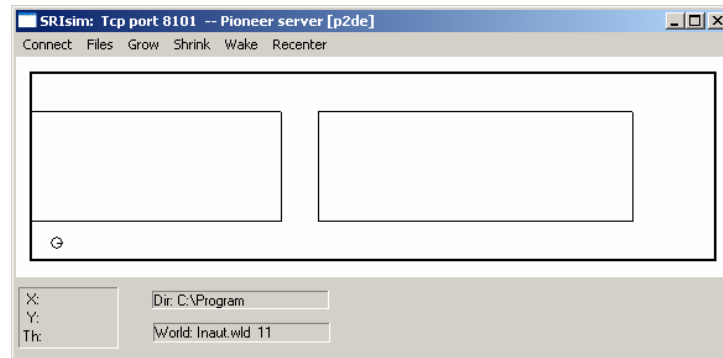 SRIsim: Tcp port 8101 -- Pioneer server [p2de]
Connect Files Grow Shrink Wake Recenter
X:
Y:
Th:
Dir: C:\Program
World: Inaut.wld 11